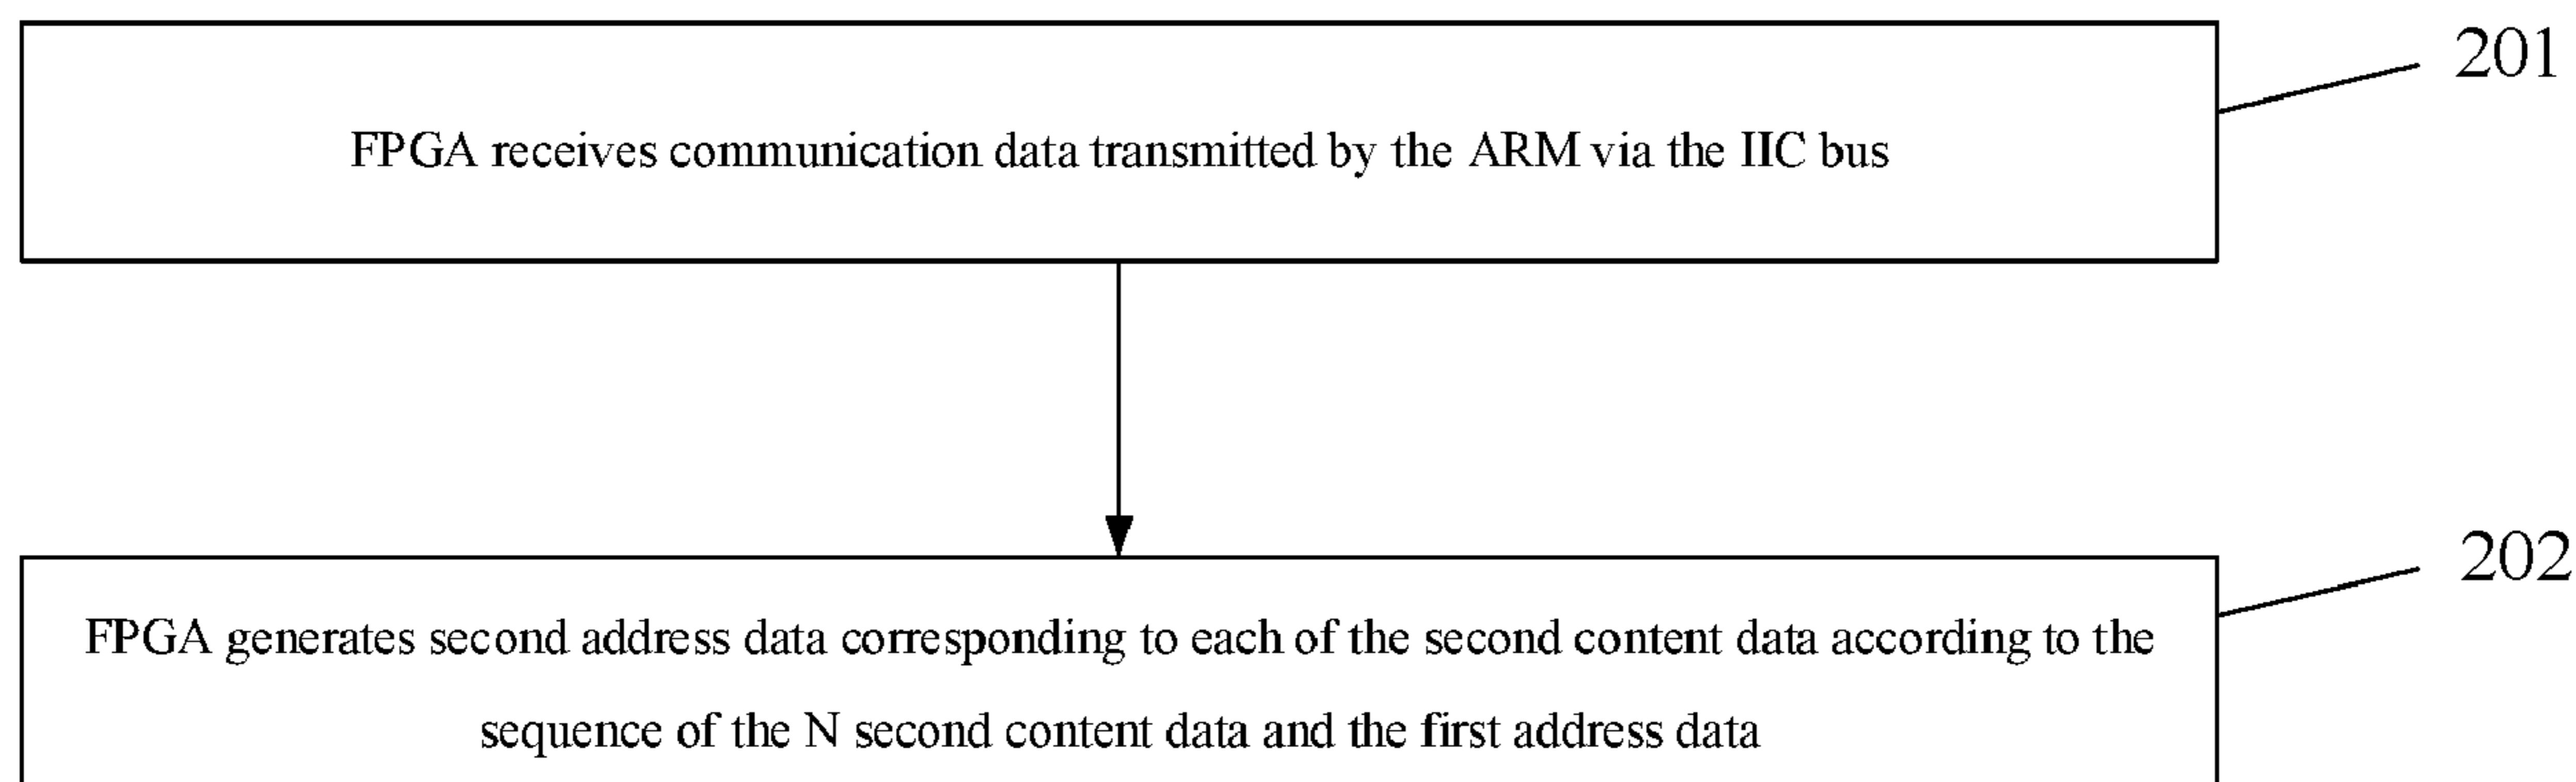 201
FPGA receives communication data transmitted by the ARM via the IIC bus
202
FPGA generates second address data corresponding to each of the second content data according to the
sequence of the N second content data and the first address data